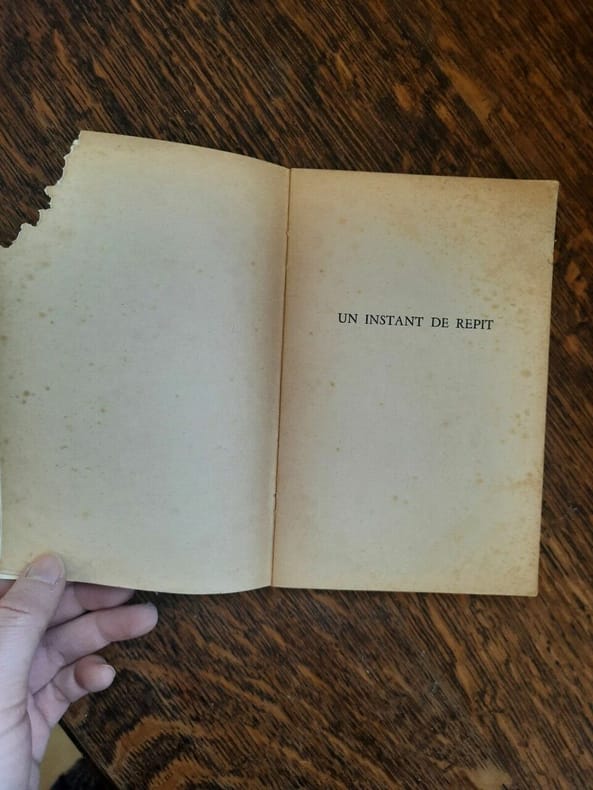 UN INSTANT DE REPIT